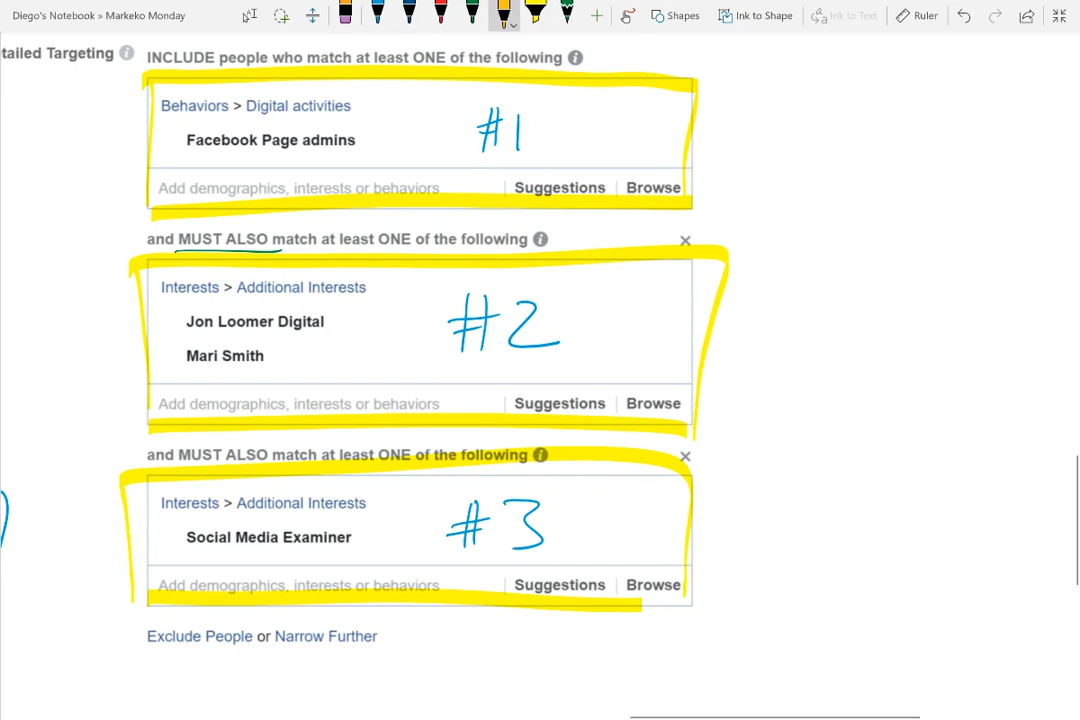 Diego's Notebook » Markeko Monday
Shapes
Ink to Shape
Ink to Text
Ruler
tailed Targeting
INCLUDE people who match at least ONE of the following
Behaviors > Digital activities
Facebook Page admins
#1
Add demographics, interests or behaviors
Suggestions
Browse
and MUST ALSO match at least ONE of the following
Interests > Additional Interests
Jon Loomer Digital
#2
Mari Smith
Add demographics, interests or behaviors
Suggestions
Browse
and MUST ALSO match at least ONE of the following
Interests > Additional Interests
Social Media Examiner
#3
Add demographics, interests or behaviors
Suggestions
Browse
Exclude People or Narrow Further